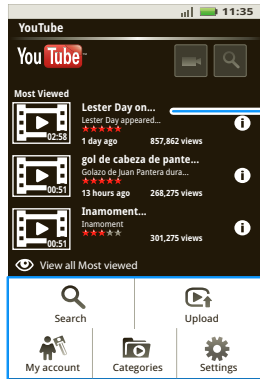 11:35
YouTube
You Tube™
Most Viewed
Lester Day on...
Lester Day appeared...
02:58
1 day ago 857,862 views
gol de cabeza de pante...
Golazo de Juan Pantera dura...
00:51
13 hours ago 268,275 views
Inamoment...
Inamoment
00:51
301,275 views
View all Most viewed
Search Upload
My account Categories Settings